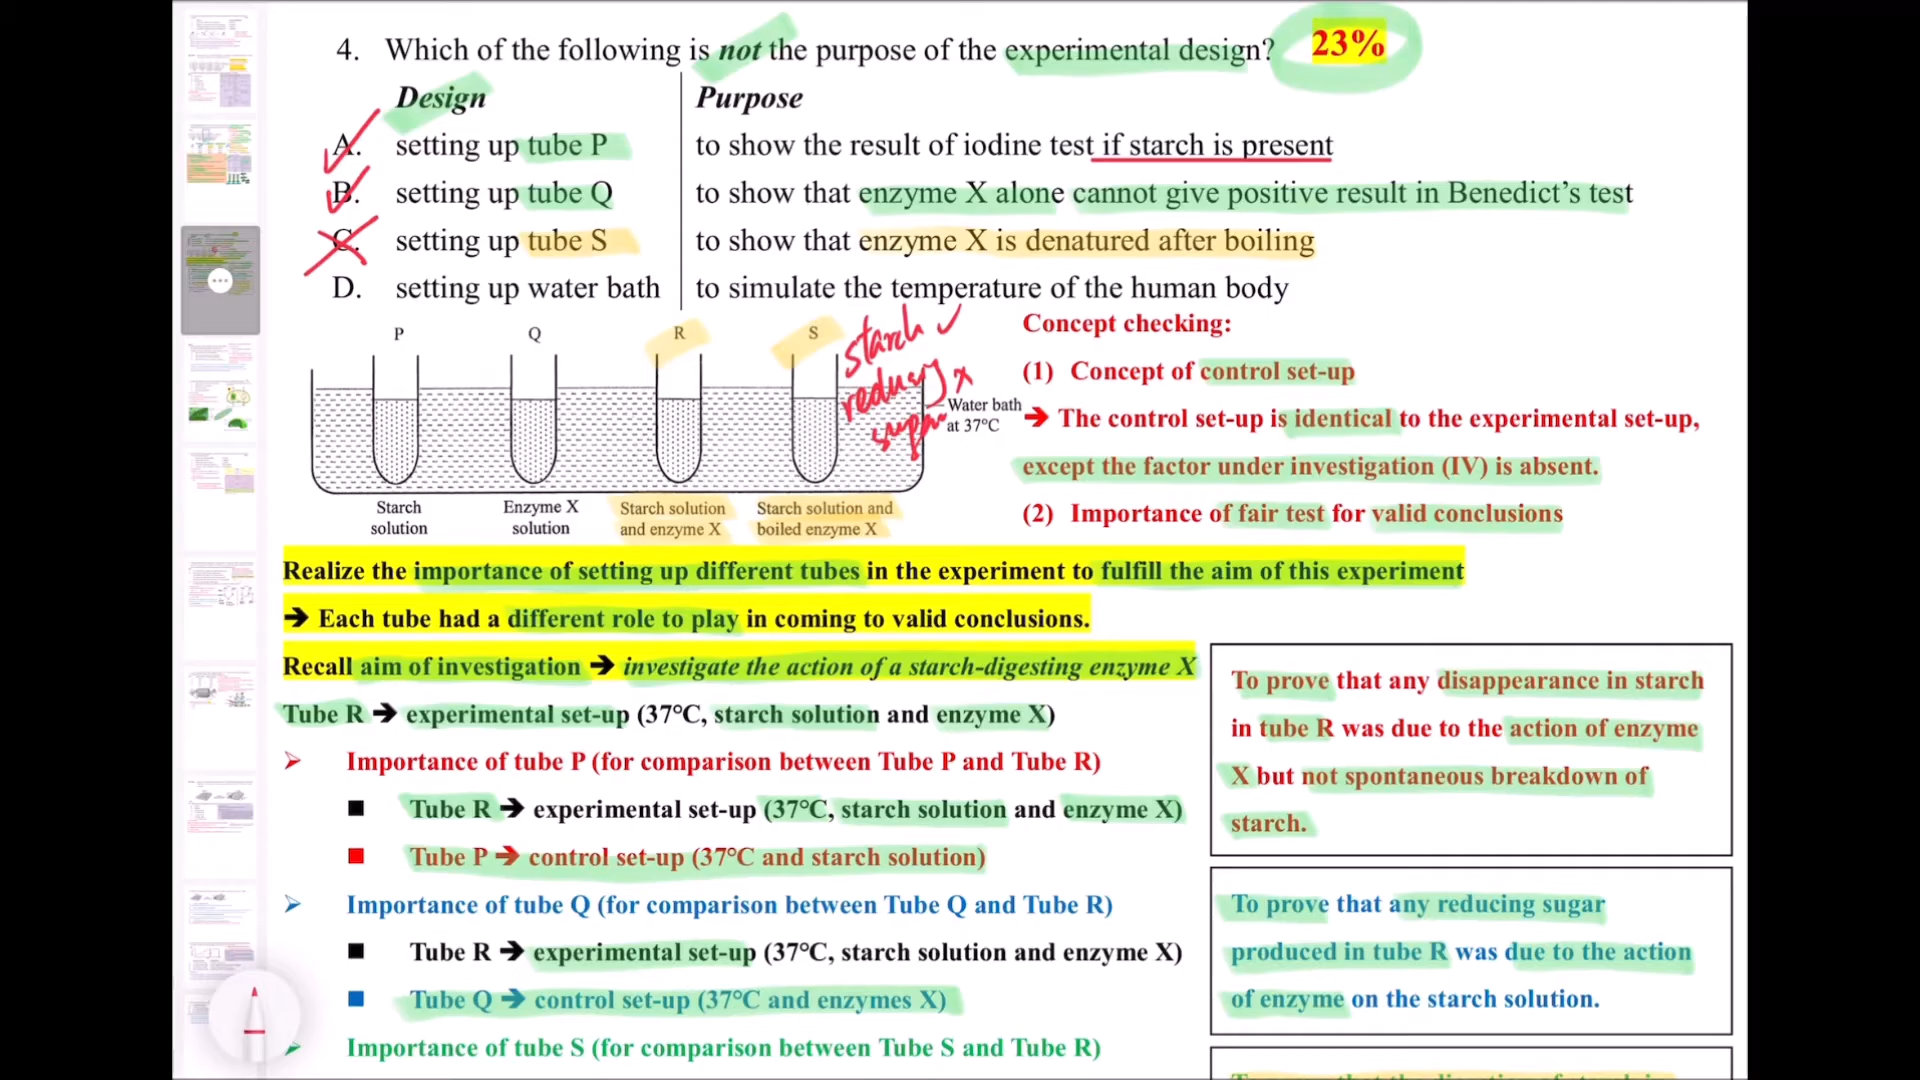 4. Which of the following is not the purpose of the experimental design? 23%
Design Purpose
A. setting up tube P to show the result of iodine test if starch is present
B. setting up tube Q to show that enzyme X alone cannot give positive result in Benedict's test
C. setting up tube S to show that enzyme X is denatured after boiling
D. setting up water bath to simulate the temperature of the human body
P Q R S
starch ✓
reducing x
sugar
Water bath
at 37°C
Starch
solution
Enzyme X
solution
Starch solution
and enzyme X
Starch solution and
boiled enzyme X
Concept checking:
(1) Concept of control set-up
➔ The control set-up is identical to the experimental set-up,
except the factor under investigation (IV) is absent.
(2) Importance of fair test for valid conclusions
Realize the importance of setting up different tubes in the experiment to fulfill the aim of this experiment
➔ Each tube had a different role to play in coming to valid conclusions.
Recall aim of investigation ➔ investigate the action of a starch-digesting enzyme X
Tube R ➔ experimental set-up (37°C, starch solution and enzyme X)
➢ Importance of tube P (for comparison between Tube P and Tube R)
■ Tube R ➔ experimental set-up (37°C, starch solution and enzyme X)
■ Tube P ➔ control set-up (37°C and starch solution)
To prove that any disappearance in starch
in tube R was due to the action of enzyme
X but not spontaneous breakdown of
starch.
➢ Importance of tube Q (for comparison between Tube Q and Tube R)
■ Tube R ➔ experimental set-up (37°C, starch solution and enzyme X)
■ Tube Q ➔ control set-up (37°C and enzymes X)
To prove that any reducing sugar
produced in tube R was due to the action
of enzyme on the starch solution.
➢ Importance of tube S (for comparison between Tube S and Tube R)